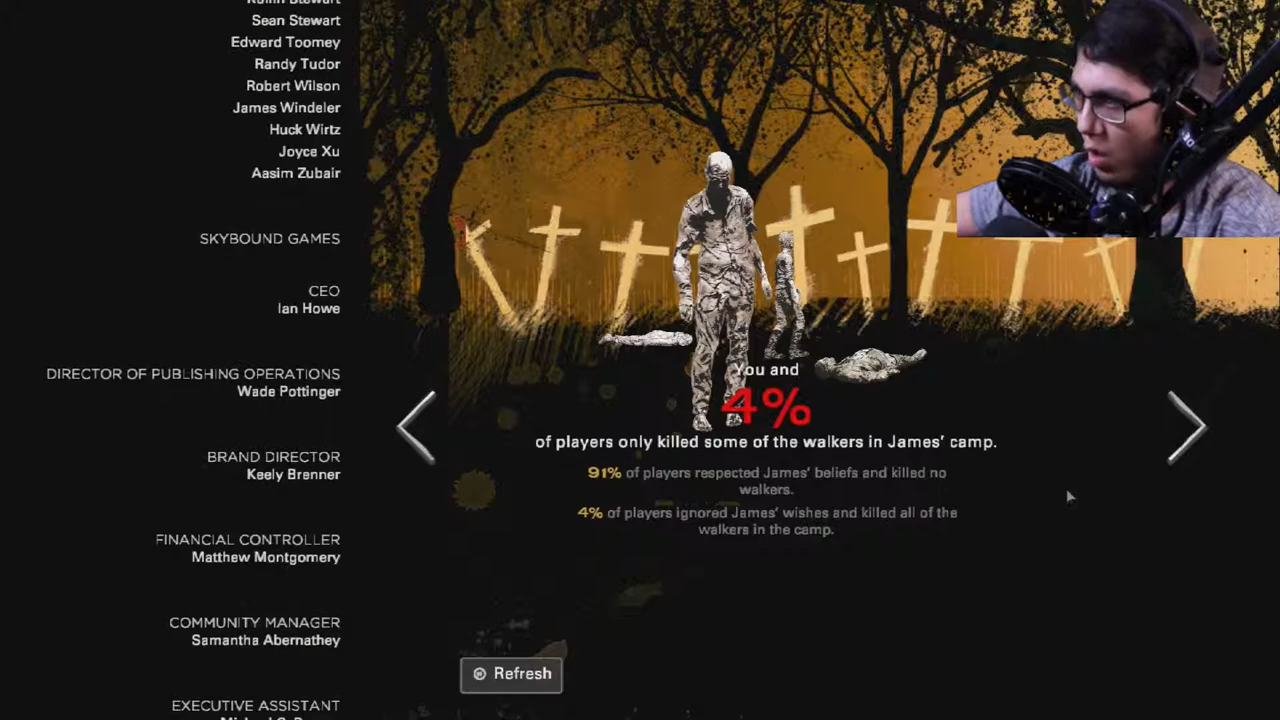 Sean Stewart
Edward Toomey
Randy Tudor
Robert Wilson
James Windeler
Huck Wirtz
Joyce Xu
Aasim Zubair
SKYBOUND GAMES
CEO
Ian Howe
DIRECTOR OF PUBLISHING OPERATIONS
Wade Pottinger
BRAND DIRECTOR
Keely Brenner
FINANCIAL CONTROLLER
Matthew Montgomery
COMMUNITY MANAGER
Samantha Abernathey
EXECUTIVE ASSISTANT
You and
4%
of players only killed some of the walkers in James' camp.
91% of players respected James' beliefs and killed no
walkers.
4% of players ignored James' wishes and killed all of the
walkers in the camp.
Refresh